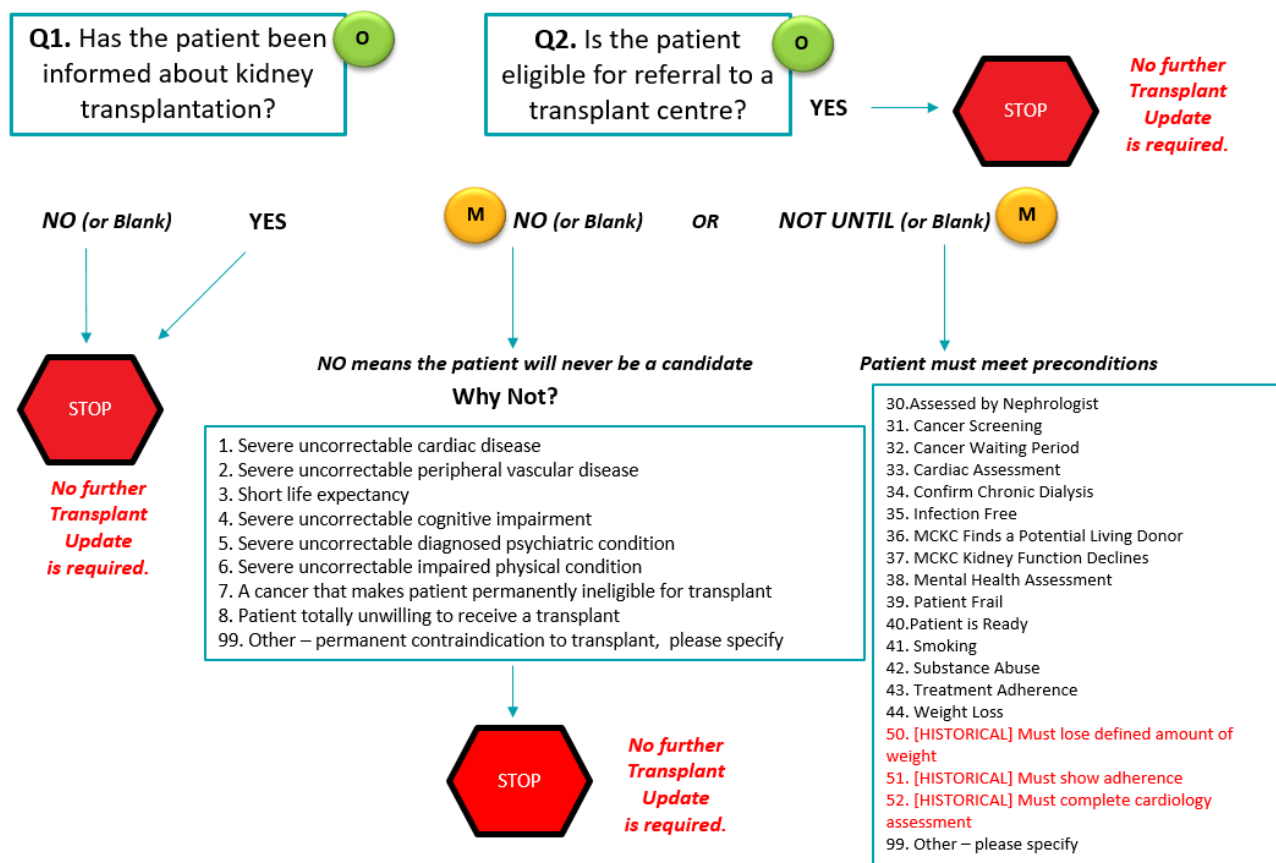 Q1. Has the patient been
informed about kidney
transplantation?
O
Q2. Is the patient
eligible for referral to a
transplant centre?
O
YES
STOP
No further
Transplant
Update
is required.
NO (or Blank)
YES
M
NO (or Blank)
OR
NOT UNTIL (or Blank)
M
STOP
No further
Transplant
Update
is required.
NO means the patient will never be a candidate
Why Not?
1. Severe uncorrectable cardiac disease
2. Severe uncorrectable peripheral vascular disease
3. Short life expectancy
4. Severe uncorrectable cognitive impairment
5. Severe uncorrectable diagnosed psychiatric condition
6. Severe uncorrectable impaired physical condition
7. A cancer that makes patient permanently ineligible for transplant
8. Patient totally unwilling to receive a transplant
99. Other – permanent contraindication to transplant, please specify
STOP
No further
Transplant
Update
is required.
Patient must meet preconditions
30.Assessed by Nephrologist
31. Cancer Screening
32. Cancer Waiting Period
33. Cardiac Assessment
34. Confirm Chronic Dialysis
35. Infection Free
36. MCKC Finds a Potential Living Donor
37. MCKC Kidney Function Declines
38. Mental Health Assessment
39. Patient Frail
40.Patient is Ready
41. Smoking
42. Substance Abuse
43. Treatment Adherence
44. Weight Loss
50. [HISTORICAL] Must lose defined amount of
weight
51. [HISTORICAL] Must show adherence
52. [HISTORICAL] Must complete cardiology
assessment
99. Other – please specify